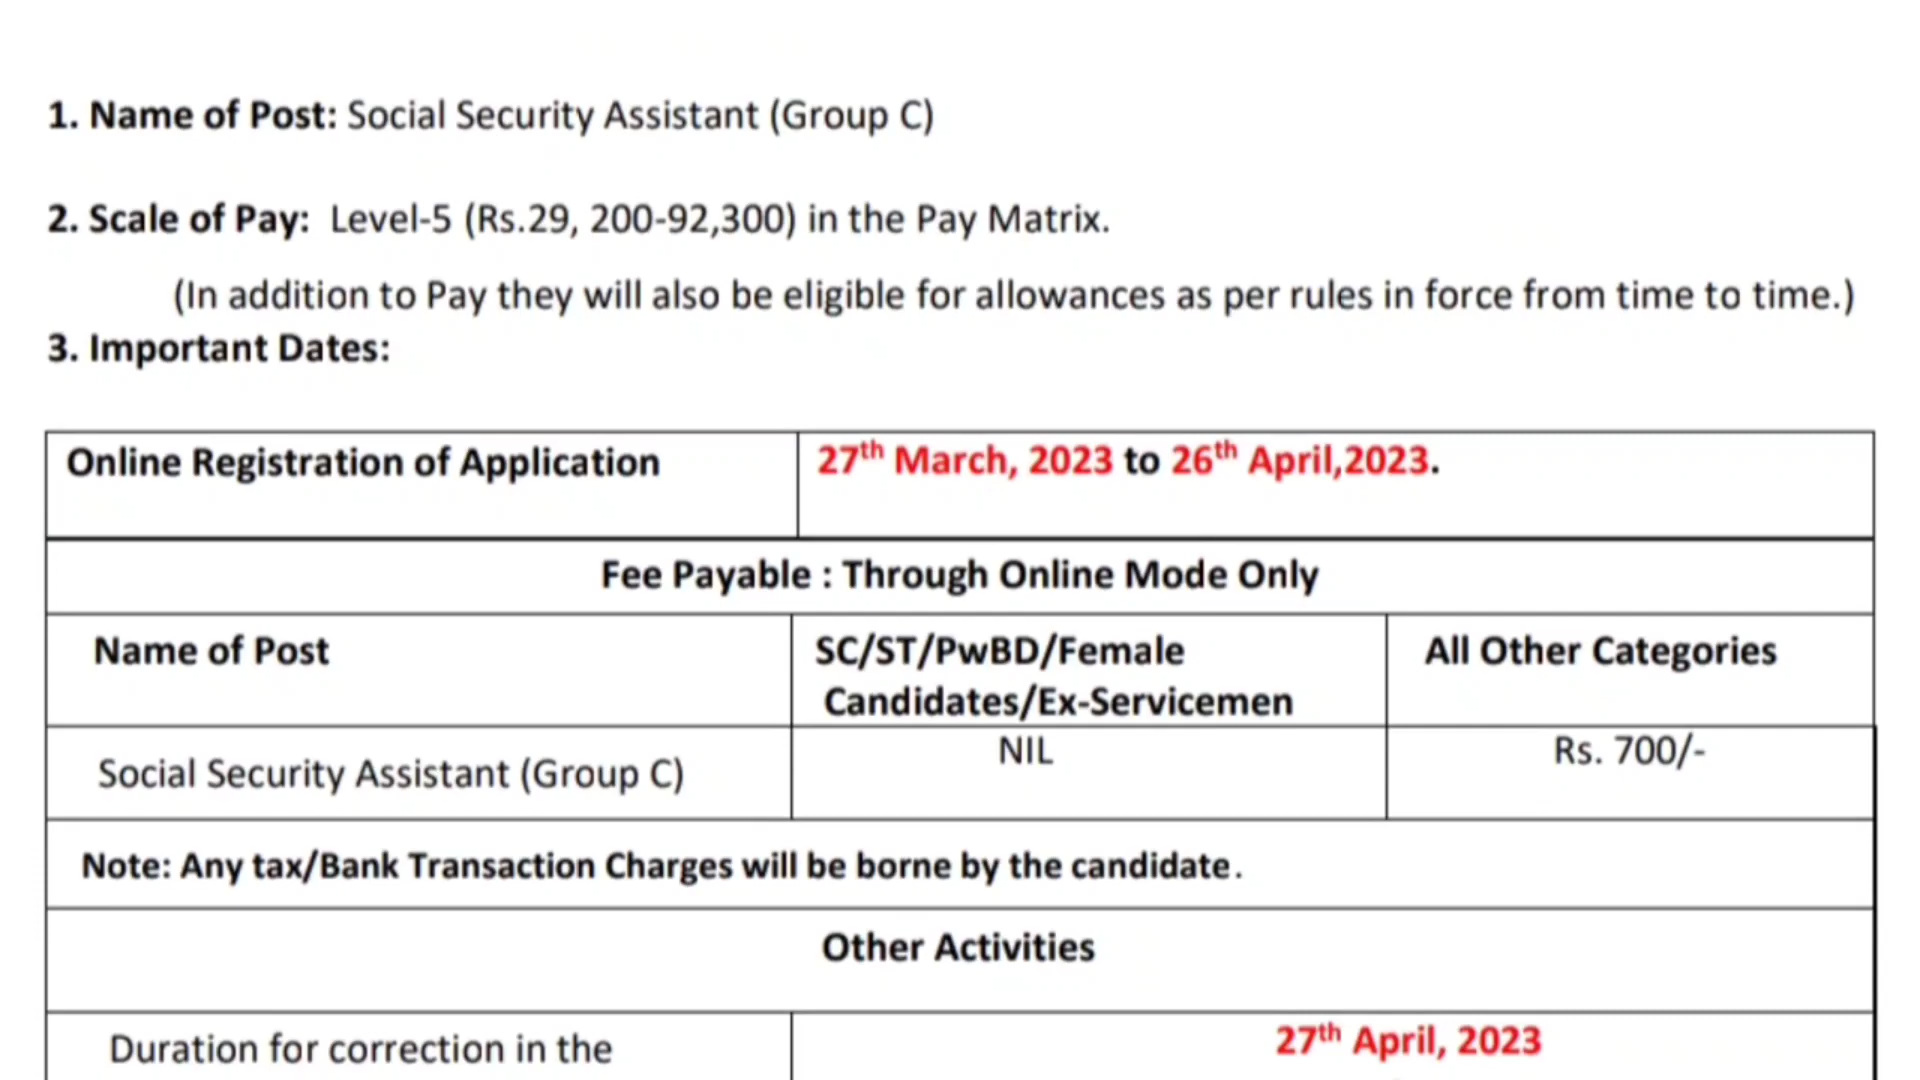 1. Name of Post: Social Security Assistant (Group C)
2. Scale of Pay: Level-5 (Rs.29, 200-92,300) in the Pay Matrix.
(In addition to Pay they will also be eligible for allowances as per rules in force from time to time.)
3. Important Dates:
Online Registration of Application 27th March, 2023 to 26th April,2023.
Fee Payable : Through Online Mode Only
Name of Post SC/ST/PwBD/Female All Other Categories
Candidates/Ex-Servicemen
Social Security Assistant (Group C) NIL Rs. 700/-
Note: Any tax/Bank Transaction Charges will be borne by the candidate.
Other Activities
Duration for correction in the 27th April, 2023